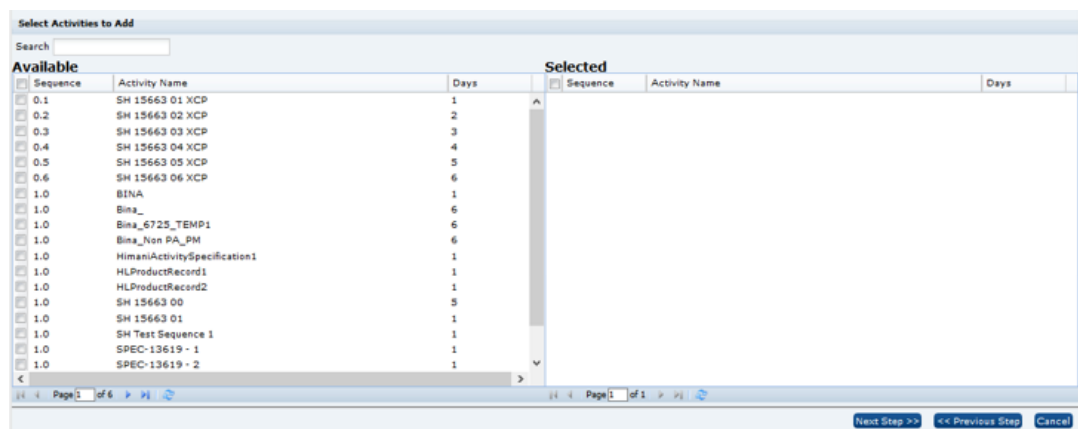 Select Activities to Add
Search
Available
Selected
Sequence Activity Name Days Sequence Activity Name Days
0.1 SH 15663 01 XCP 1
0.2 SH 15663 02 XCP 2
0.3 SH 15663 03 XCP 3
0.4 SH 15663 04 XCP 4
0.5 SH 15663 05 XCP 5
0.6 SH 15663 06 XCP 6
1.0 BINA 1
1.0 Bina_ 6
1.0 Bina_6725_TEMP1 6
1.0 Bina_Non PA_PM 6
1.0 HimaniActivitySpecification1 1
1.0 HLProductRecord1 1
1.0 HLProductRecord2 1
1.0 SH 15663 00 5
1.0 SH 15663 01 1
1.0 SH Test Sequence 1 1
1.0 SPEC-13619 - 1 1
1.0 SPEC-13619 - 2 1
Page 1 of 6 Page 1 of 1
Next Step >> << Previous Step Cancel